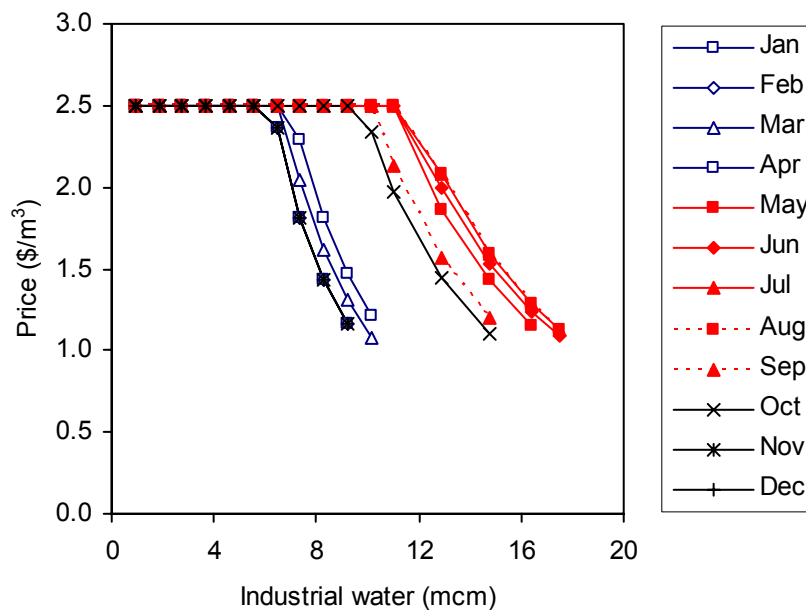 3.0
2.5
2.0
1.5
1.0
0.5
0.0
Price ($/m³)
0 4 8 12 16 20
Industrial water (mcm)
Jan
Feb
Mar
Apr
May
Jun
Jul
Aug
Sep
Oct
Nov
Dec